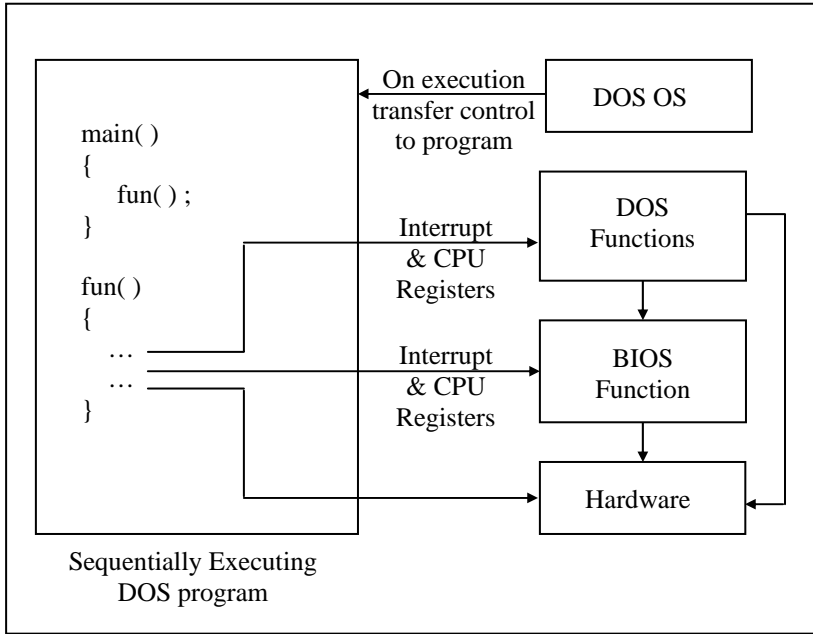 On execution
transfer control
to program
DOS OS
main( )
{
fun( ) ;
}
fun( )
{
…
…
}
Interrupt
& CPU
Registers
DOS
Functions
Interrupt
& CPU
Registers
BIOS
Function
Hardware
Sequentially Executing
DOS program